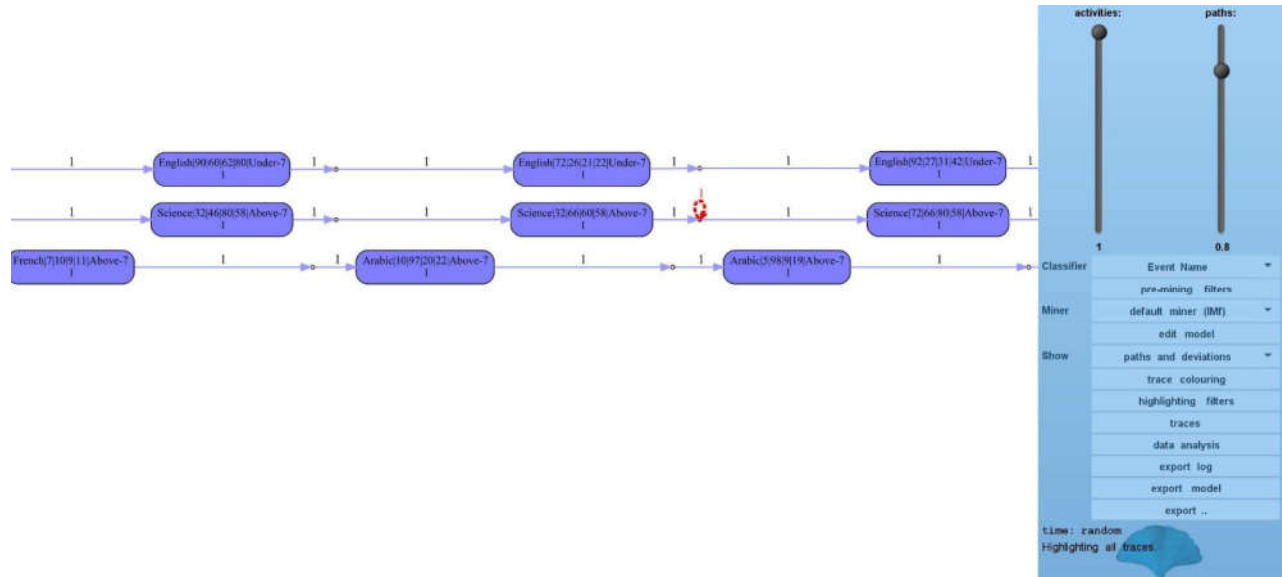 activities: paths:
1 1 1 1 1 1
English|90|60|62|80|Under-7 English|72|26|21|22|Under-7 English|92|27|31|42|Under-7
1 1 1
1
1 1 1 1 1 1
Science|32|46|80|58|Above-7 Science|32|66|60|58|Above-7 Science|72|66|80|58|Above-7
1 1 1
1 1 1 1 1
French|7|10|9|11|Above-7 Arabic|10|97|20|22|Above-7 Arabic|5|98|9|19|Above-7
1 1 1
1 0.8
Classifier Event Name
pre-mining filters
Miner default miner (IMf)
edit model
Show paths and deviations
trace colouring
highlighting filters
traces
data analysis
export log
export model
export ..
time: random
Highlighting all traces.